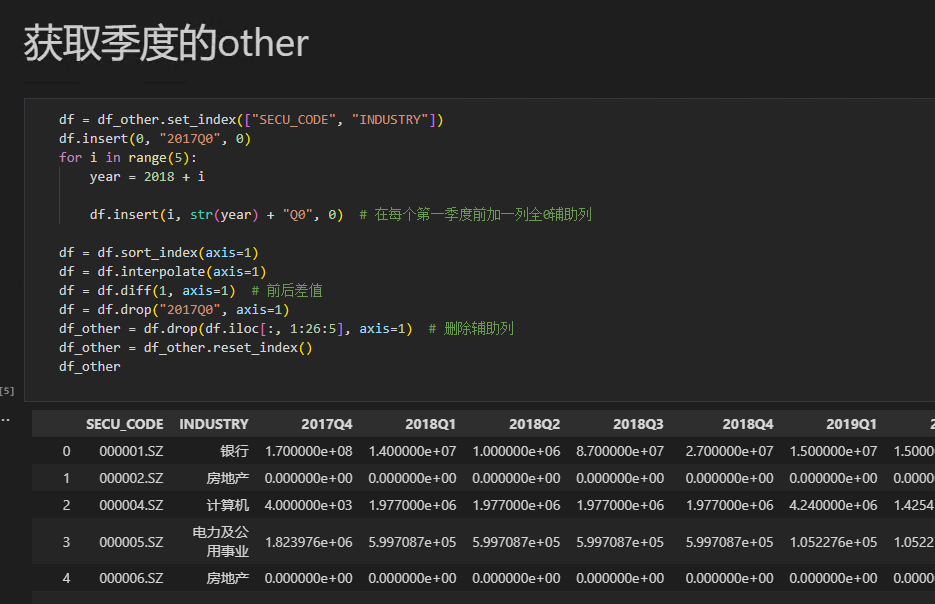 获取季度的other
df = df_other.set_index(["SECU_CODE", "INDUSTRY"])
df.insert(0, "2017Q0", 0)
for i in range(5):
    year = 2018 + i
    df.insert(i, str(year) + "Q0", 0)  # 在每个第一季度前加一列全0辅助列
df = df.sort_index(axis=1)
df = df.interpolate(axis=1)
df = df.diff(1, axis=1)  # 前后差值
df = df.drop("2017Q0", axis=1)
df_other = df.drop(df.iloc[:, 1:26:5], axis=1)  # 删除辅助列
df_other = df_other.reset_index()
df_other
[5]
SECU_CODE INDUSTRY 2017Q4 2018Q1 2018Q2 2018Q3 2018Q4 2019Q1
0 000001.SZ 银行 1.700000e+08 1.400000e+07 1.000000e+06 8.700000e+07 2.700000e+07 1.500000e+07 1.5000
1 000002.SZ 房地产 0.000000e+00 0.000000e+00 0.000000e+00 0.000000e+00 0.000000e+00 0.000000e+00 0.0000
2 000004.SZ 计算机 4.000000e+03 1.977000e+06 1.977000e+06 1.977000e+06 1.977000e+06 4.240000e+06 1.4254
电力及公
3 000005.SZ 1.823976e+06 5.997087e+05 5.997087e+05 5.997087e+05 5.997087e+05 1.052276e+05 1.0522
用事业
4 000006.SZ 房地产 0.000000e+00 0.000000e+00 0.000000e+00 0.000000e+00 0.000000e+00 0.000000e+00 0.0000